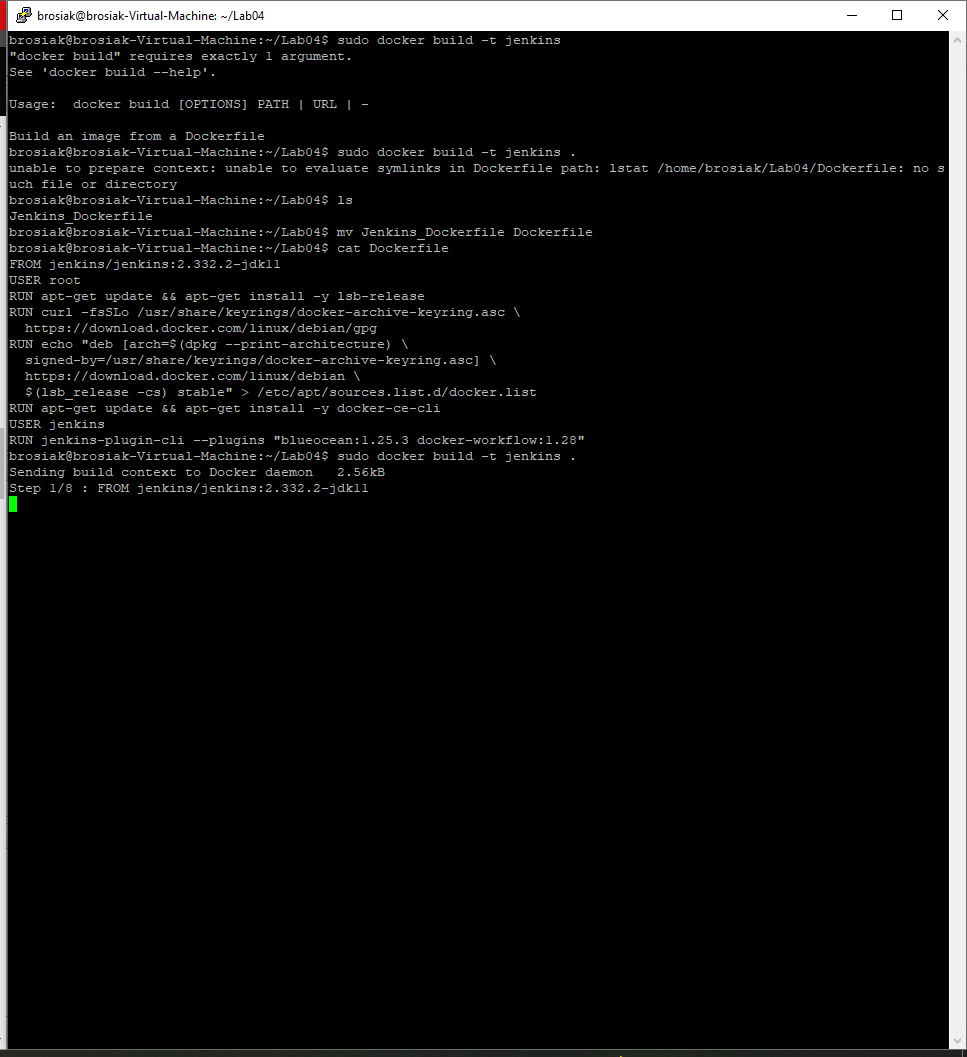 brosiak@brosiak-Virtual-Machine: ~/Lab04
brosiak@brosiak-Virtual-Machine:~/Lab04$ sudo docker build -t jenkins
"docker build" requires exactly 1 argument.
See 'docker build --help'.
Usage:  docker build [OPTIONS] PATH | URL | -
Build an image from a Dockerfile
brosiak@brosiak-Virtual-Machine:~/Lab04$ sudo docker build -t jenkins .
unable to prepare context: unable to evaluate symlinks in Dockerfile path: lstat /home/brosiak/Lab04/Dockerfile: no s
uch file or directory
brosiak@brosiak-Virtual-Machine:~/Lab04$ ls
Jenkins_Dockerfile
brosiak@brosiak-Virtual-Machine:~/Lab04$ mv Jenkins_Dockerfile Dockerfile
brosiak@brosiak-Virtual-Machine:~/Lab04$ cat Dockerfile
FROM jenkins/jenkins:2.332.2-jdk11
USER root
RUN apt-get update && apt-get install -y lsb-release
RUN curl -fsSLo /usr/share/keyrings/docker-archive-keyring.asc \
  https://download.docker.com/linux/debian/gpg
RUN echo "deb [arch=$(dpkg --print-architecture) \
  signed-by=/usr/share/keyrings/docker-archive-keyring.asc] \
  https://download.docker.com/linux/debian \
  $(lsb_release -cs) stable" > /etc/apt/sources.list.d/docker.list
RUN apt-get update && apt-get install -y docker-ce-cli
USER jenkins
RUN jenkins-plugin-cli --plugins "blueocean:1.25.3 docker-workflow:1.28"
brosiak@brosiak-Virtual-Machine:~/Lab04$ sudo docker build -t jenkins .
Sending build context to Docker daemon   2.56kB
Step 1/8 : FROM jenkins/jenkins:2.332.2-jdk11